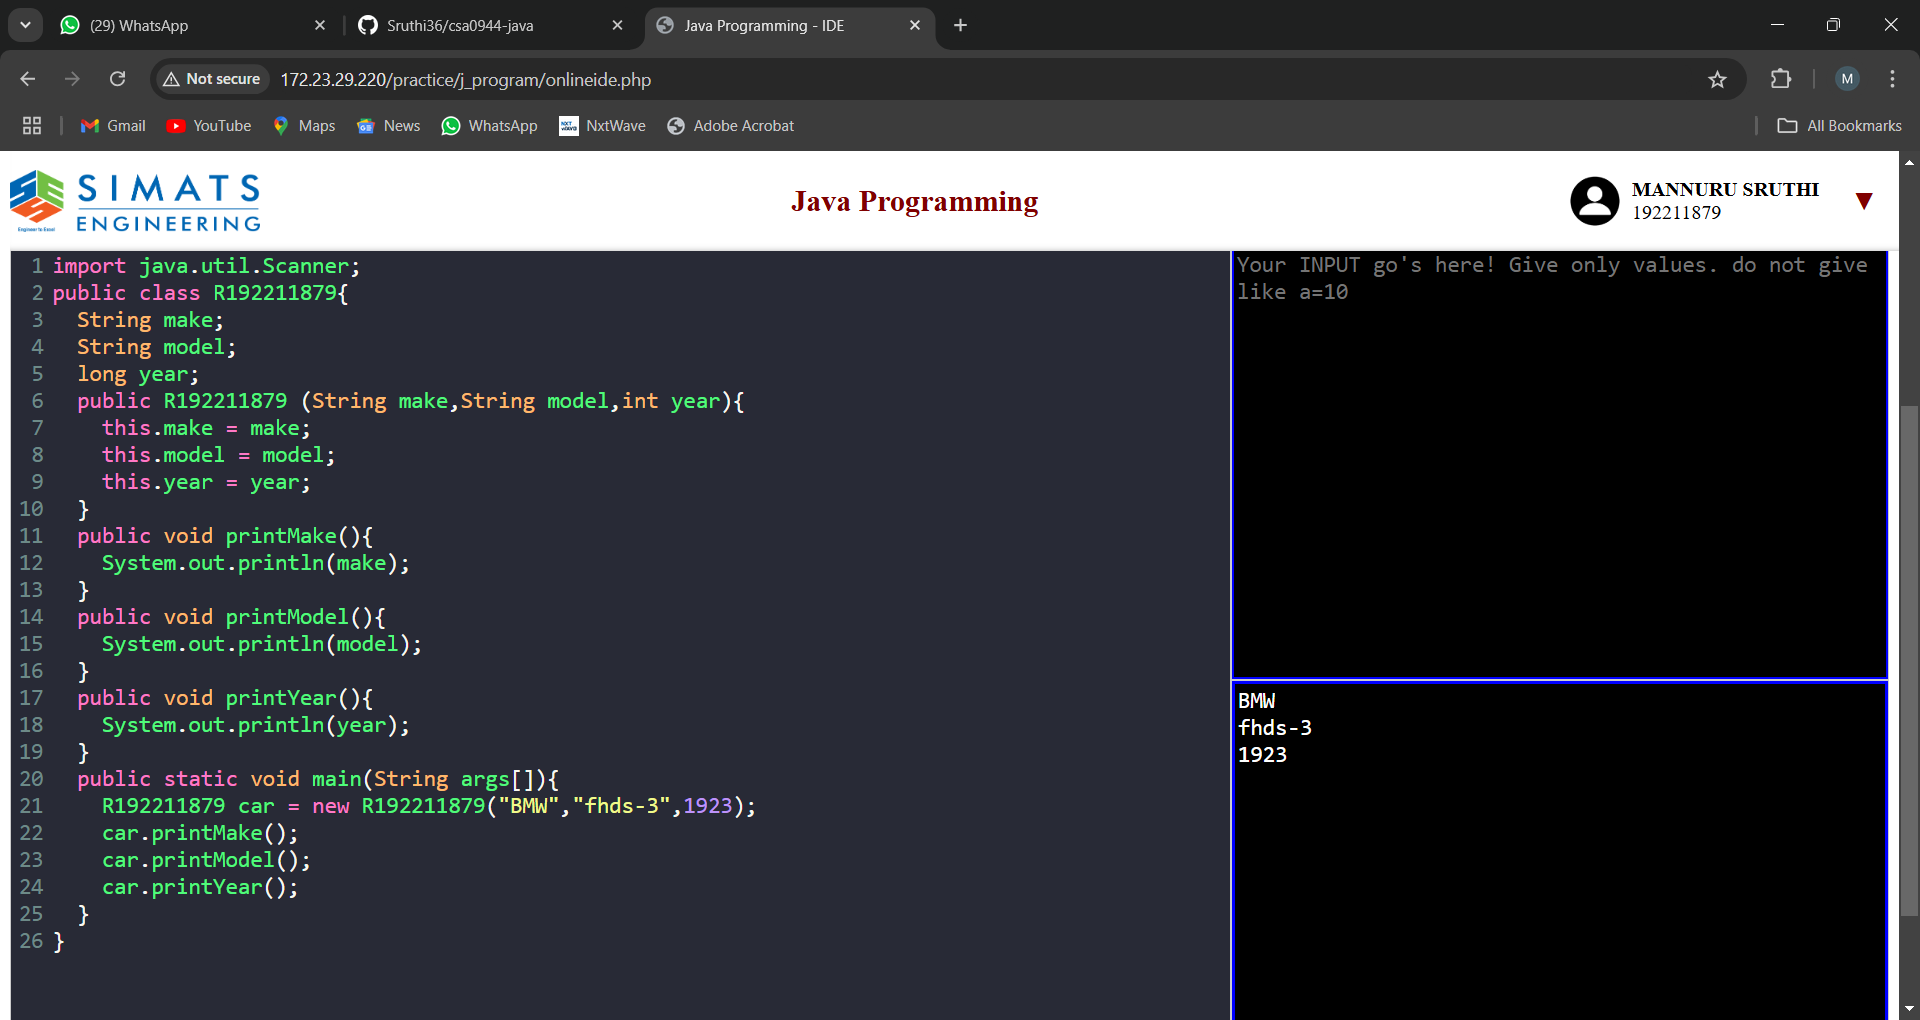 (29) WhatsApp
Sruthi36/csa0944-java
Java Programming - IDE
Not secure
172.23.29.220/practice/j_program/onlineide.php
M
Gmail
YouTube
Maps
News
WhatsApp
NxtWave
Adobe Acrobat
All Bookmarks
SIMATS
ENGINEERING
Engineer to Excel
Java Programming
MANNURU SRUTHI
192211879
1 import java.util.Scanner;
2 public class R192211879{
3   String make;
4   String model;
5   long year;
6   public R192211879 (String make,String model,int year){
7     this.make = make;
8     this.model = model;
9     this.year = year;
10   }
11   public void printMake(){
12     System.out.println(make);
13   }
14   public void printModel(){
15     System.out.println(model);
16   }
17   public void printYear(){
18     System.out.println(year);
19   }
20   public static void main(String args[]){
21     R192211879 car = new R192211879("BMW","fhds-3",1923);
22     car.printMake();
23     car.printModel();
24     car.printYear();
25   }
26 }
Your INPUT go's here! Give only values. do not give
like a=10
BMW
fhds-3
1923